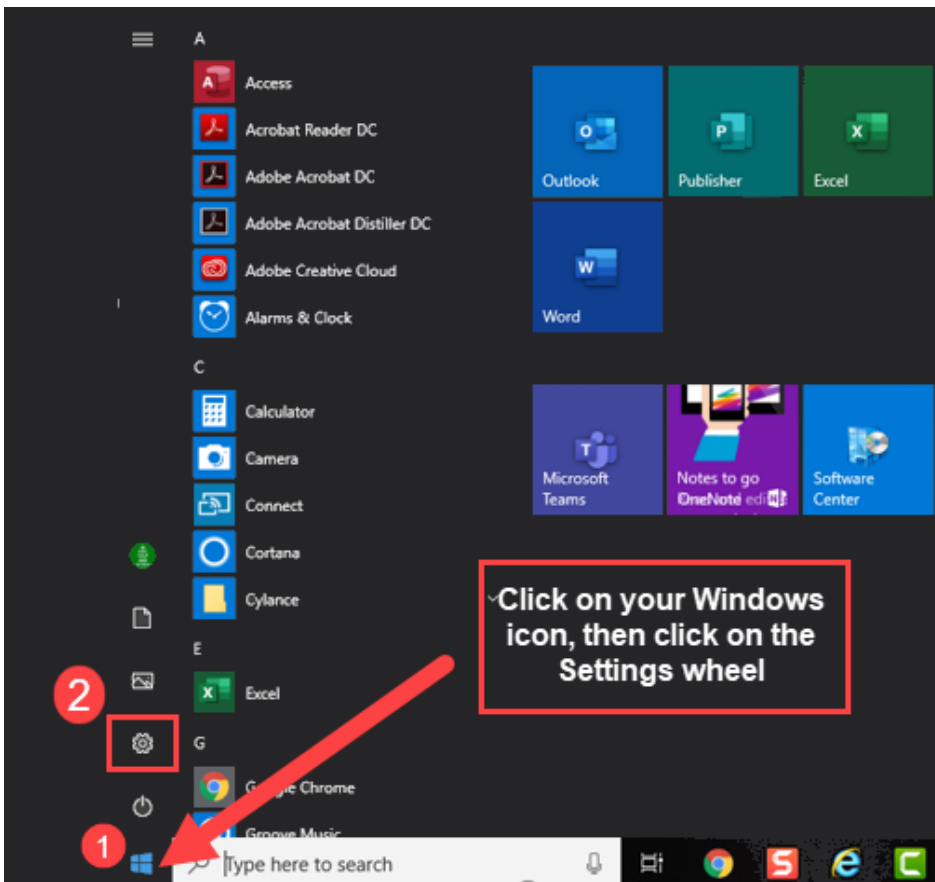 A
Access
Acrobat Reader DC
Adobe Acrobat DC
Adobe Acrobat Distiller DC
Adobe Creative Cloud
Alarms & Clock
C
Calculator
Camera
Connect
Cortana
Cylance
E
Excel
G
Google Chrome
Groove Music
Outlook
Publisher
Excel
Word
Microsoft
Teams
Notes to go
OneNote edi
Software
Center
Click on your Windows
icon, then click on the
Settings wheel
2
1
Type here to search